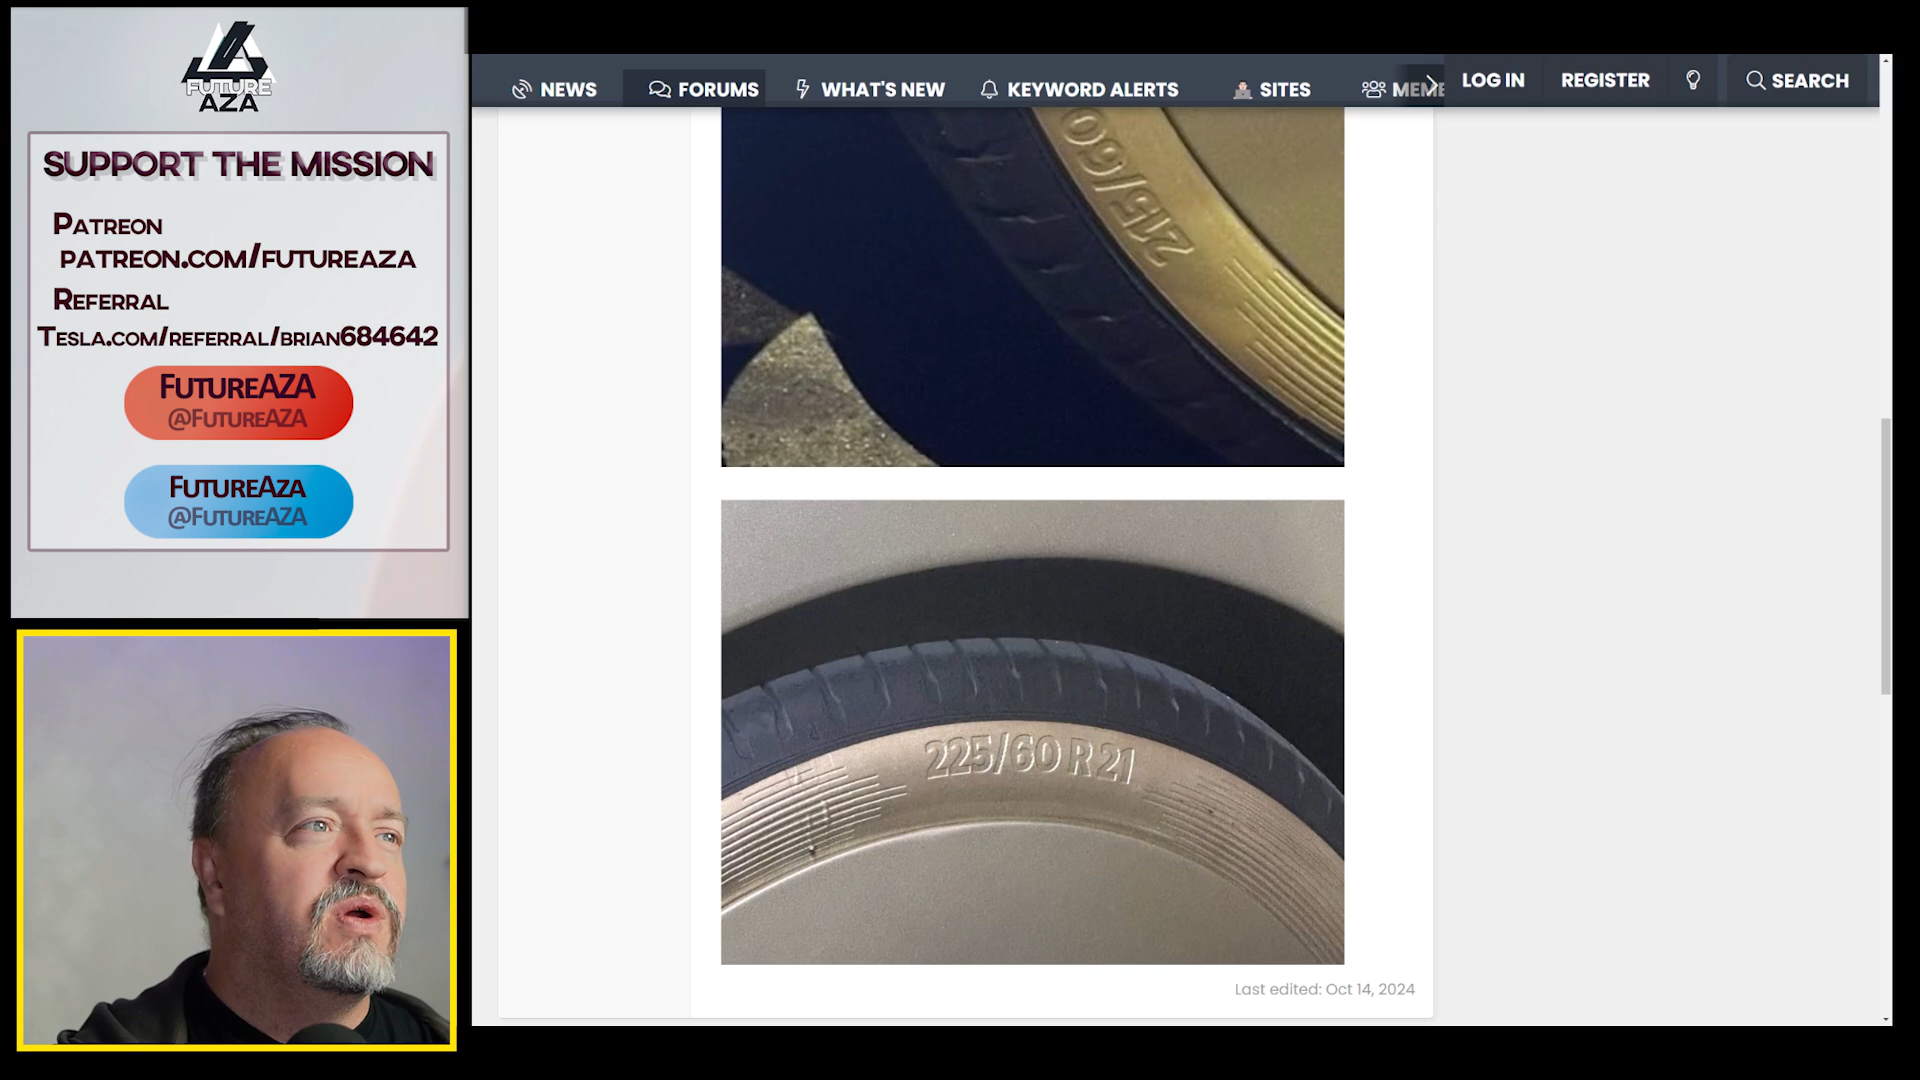 FUTURE
AZA
SUPPORT THE MISSION
PATREON
PATREON.COM/FUTUREAZA
REFERRAL
TESLA.COM/REFERRAL/BRIAN684642
FUTUREAZA
@FUTUREAZA
FUTUREAZA
@FUTUREAZA
NEWS FORUMS WHAT'S NEW KEYWORD ALERTS SITES LOG IN REGISTER SEARCH
215/60
225/60 R 21
Last edited: Oct 14, 2024